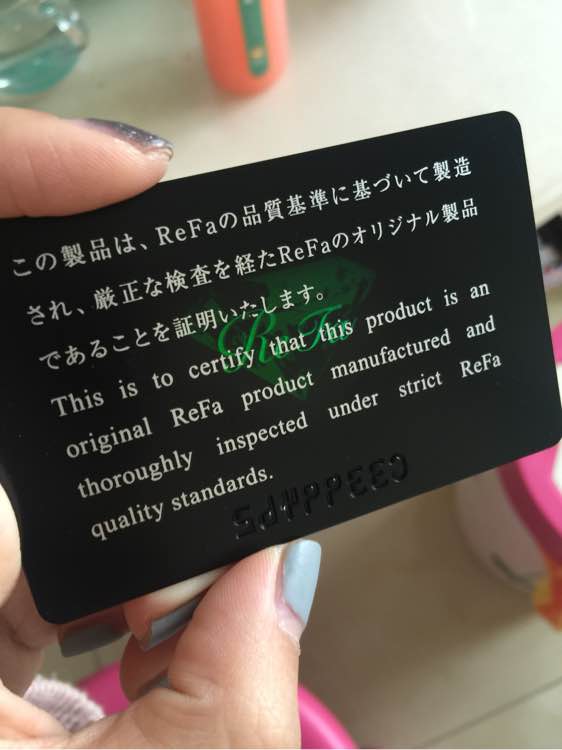 この製品は、ReFaの品質基準に基づいて製造
され、厳正な検査を経たReFaのオリジナル製品
であることを証明いたします。
ReFa
This is to certify that this product is an
original ReFa product manufactured and
thoroughly inspected under strict ReFa
quality standards.